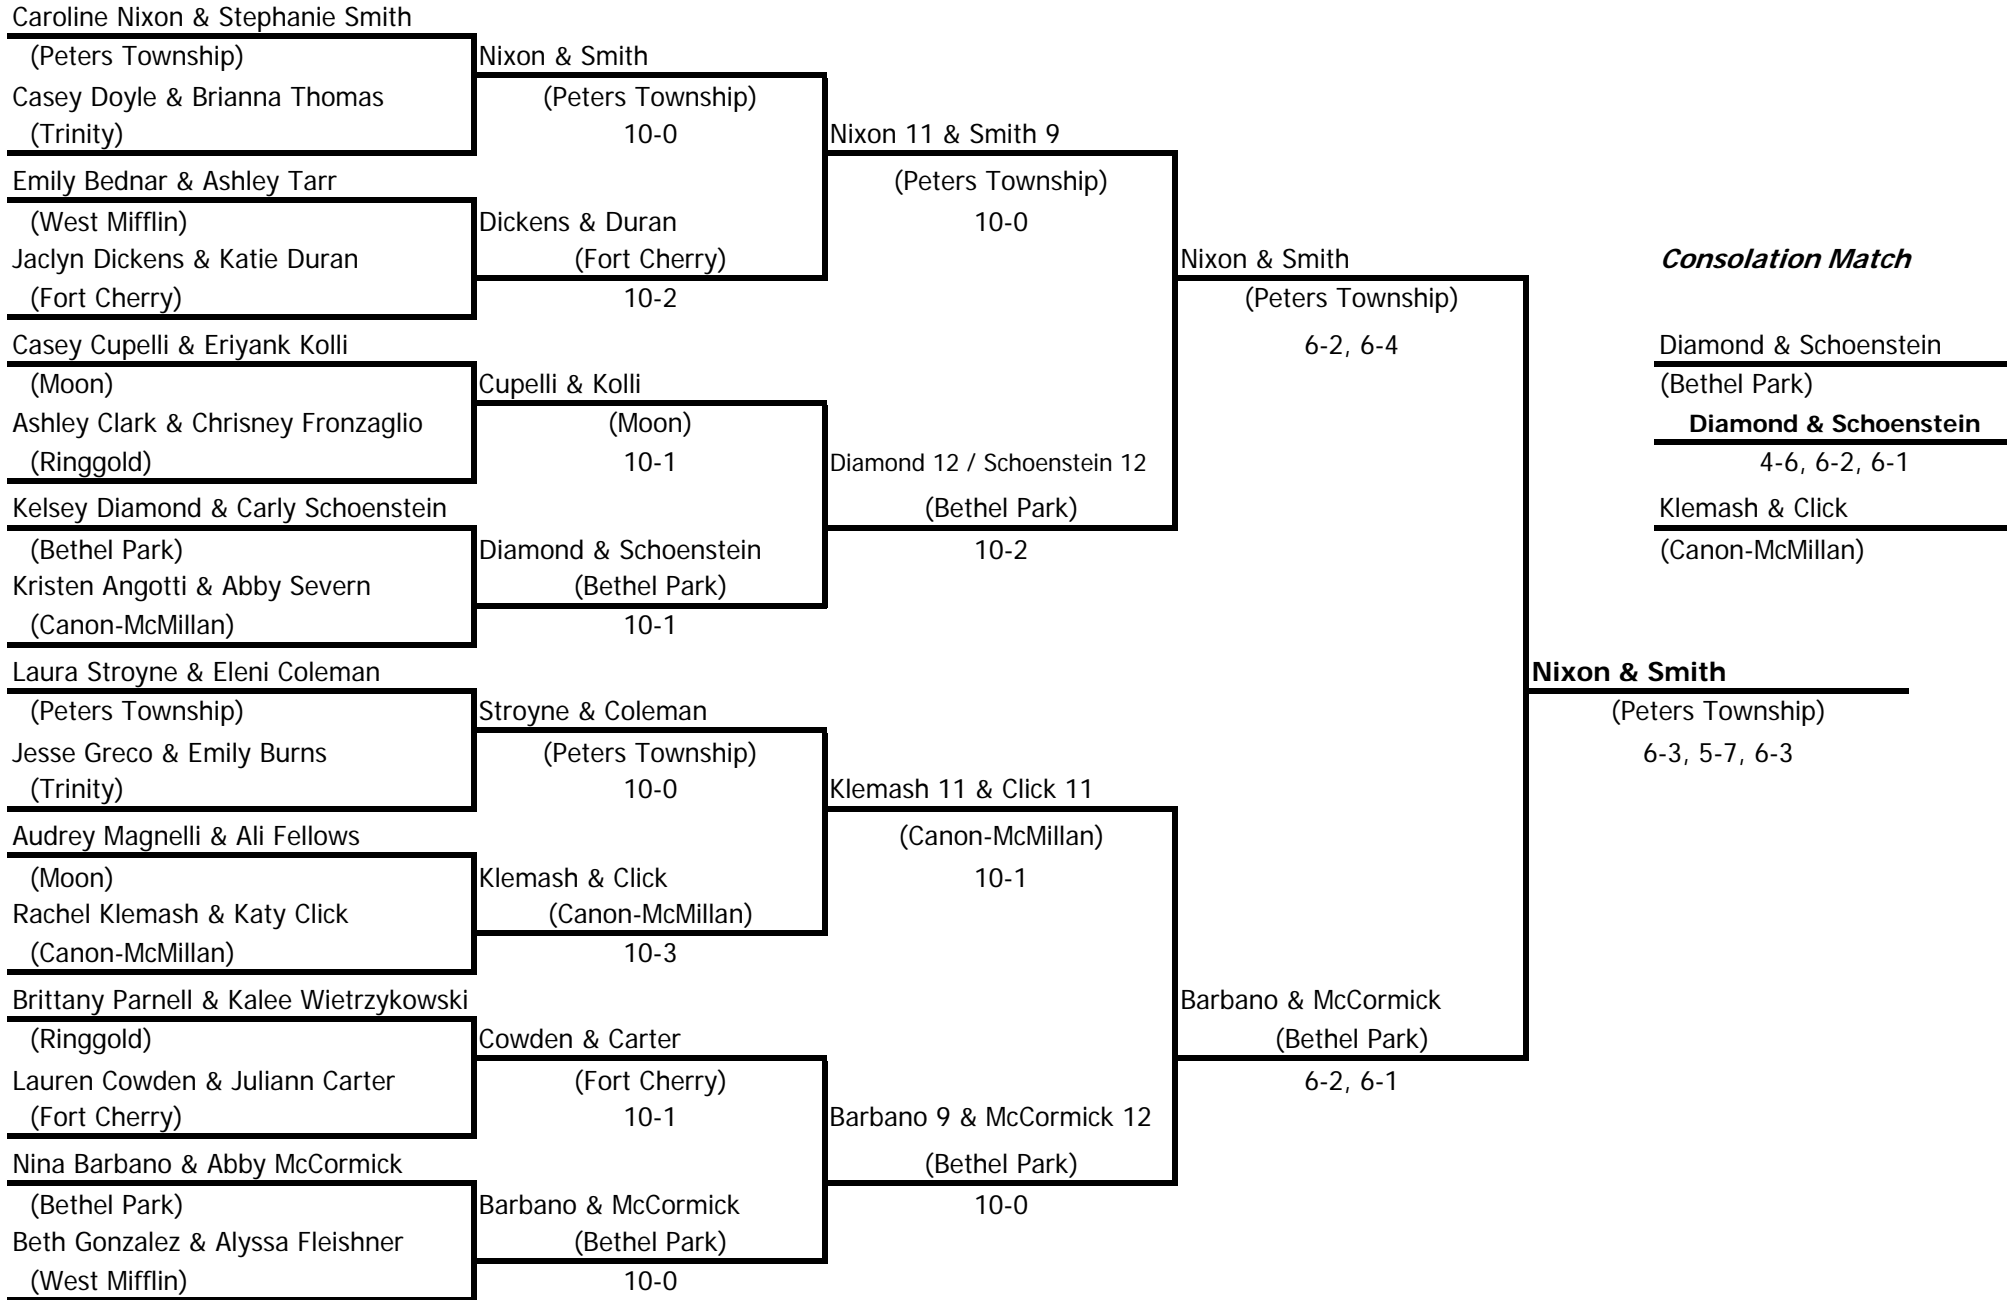 Caroline Nixon & Stephanie Smith
(Peters Township)
Casey Doyle & Brianna Thomas
(Trinity)
Emily Bednar & Ashley Tarr
(West Mifflin)
Jaclyn Dickens & Katie Duran
(Fort Cherry)
Casey Cupelli & Eriyank Kolli
(Moon)
Ashley Clark & Chrisney Fronzaglio
(Ringgold)
Kelsey Diamond & Carly Schoenstein
(Bethel Park)
Kristen Angotti & Abby Severn
(Canon-McMillan)
Laura Stroyne & Eleni Coleman
(Peters Township)
Jesse Greco & Emily Burns
(Trinity)
Audrey Magnelli & Ali Fellows
(Moon)
Rachel Klemash & Katy Click
(Canon-McMillan)
Brittany Parnell & Kalee Wietrzykowski
(Ringgold)
Lauren Cowden & Juliann Carter
(Fort Cherry)
Nina Barbano & Abby McCormick
(Bethel Park)
Beth Gonzalez & Alyssa Fleishner
(West Mifflin)
Nixon & Smith
(Peters Township)
10-0
Dickens & Duran
(Fort Cherry)
10-2
Cupelli & Kolli
(Moon)
10-1
Diamond & Schoenstein
(Bethel Park)
10-1
Stroyne & Coleman
(Peters Township)
10-0
Klemash & Click
(Canon-McMillan)
10-3
Cowden & Carter
(Fort Cherry)
10-1
Barbano & McCormick
(Bethel Park)
10-0
Nixon 11 & Smith 9
(Peters Township)
10-0
Diamond 12 / Schoenstein 12
(Bethel Park)
10-2
Klemash 11 & Click 11
(Canon-McMillan)
10-1
Barbano 9 & McCormick 12
(Bethel Park)
10-0
Nixon & Smith
(Peters Township)
6-2, 6-4
Barbano & McCormick
(Bethel Park)
6-2, 6-1
Nixon & Smith
(Peters Township)
6-3, 5-7, 6-3
Consolation Match
Diamond & Schoenstein
(Bethel Park)
Diamond & Schoenstein
4-6, 6-2, 6-1
Klemash & Click
(Canon-McMillan)